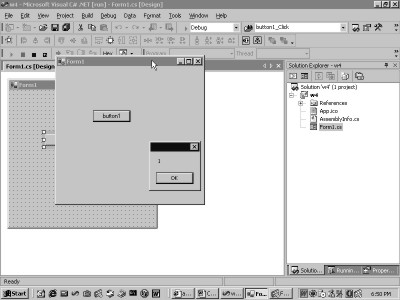 w4 - Microsoft Visual C# .NET [run] - Form1.cs [Design]
File Edit View Project Build Debug Data Format Tools Window Help
Debug button1_Click
Hex
Thread
Form1.cs [Design]
Form1
Form1
button1
1
OK
Solution Explorer - w4
Solution 'w4' (1 project)
w4
References
App.ico
AssemblyInfo.cs
Form1.cs
Solutio... Runnin... Proper...
Ready
Start
6:50 PM